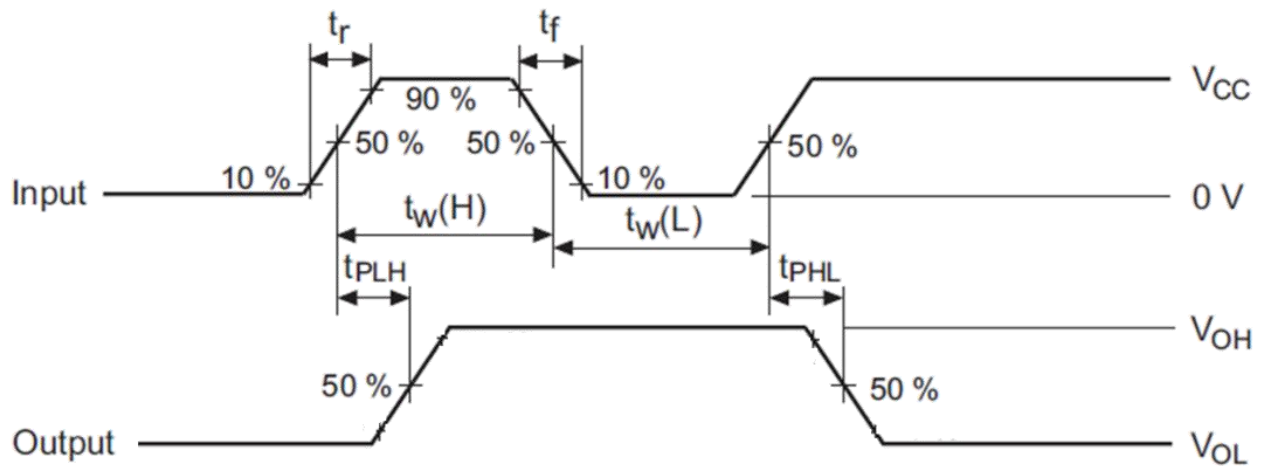 tr
tf
VCC
90 %
50 %
50 %
50 %
10 %
10 %
Input
0 V
tw(H)
tw(L)
tPLH
tPHL
VOH
50 %
50 %
Output
VOL